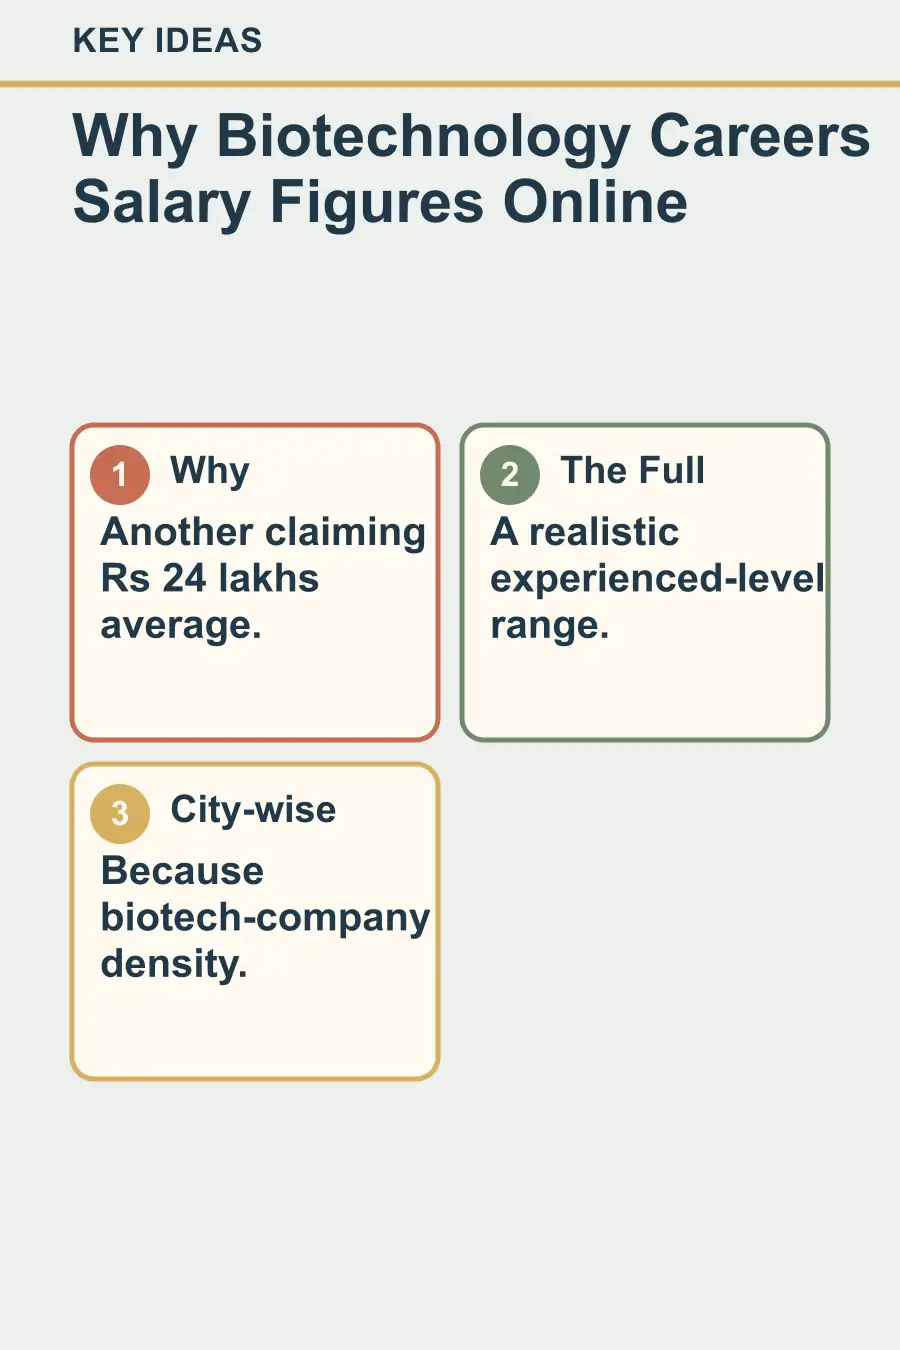 KEY IDEAS
Why Biotechnology Careers
Salary Figures Online
1 Why
Another claiming
Rs 24 lakhs
average.
2 The Full
A realistic
experienced-level
range.
3 City-wise
Because
biotech-company
density.